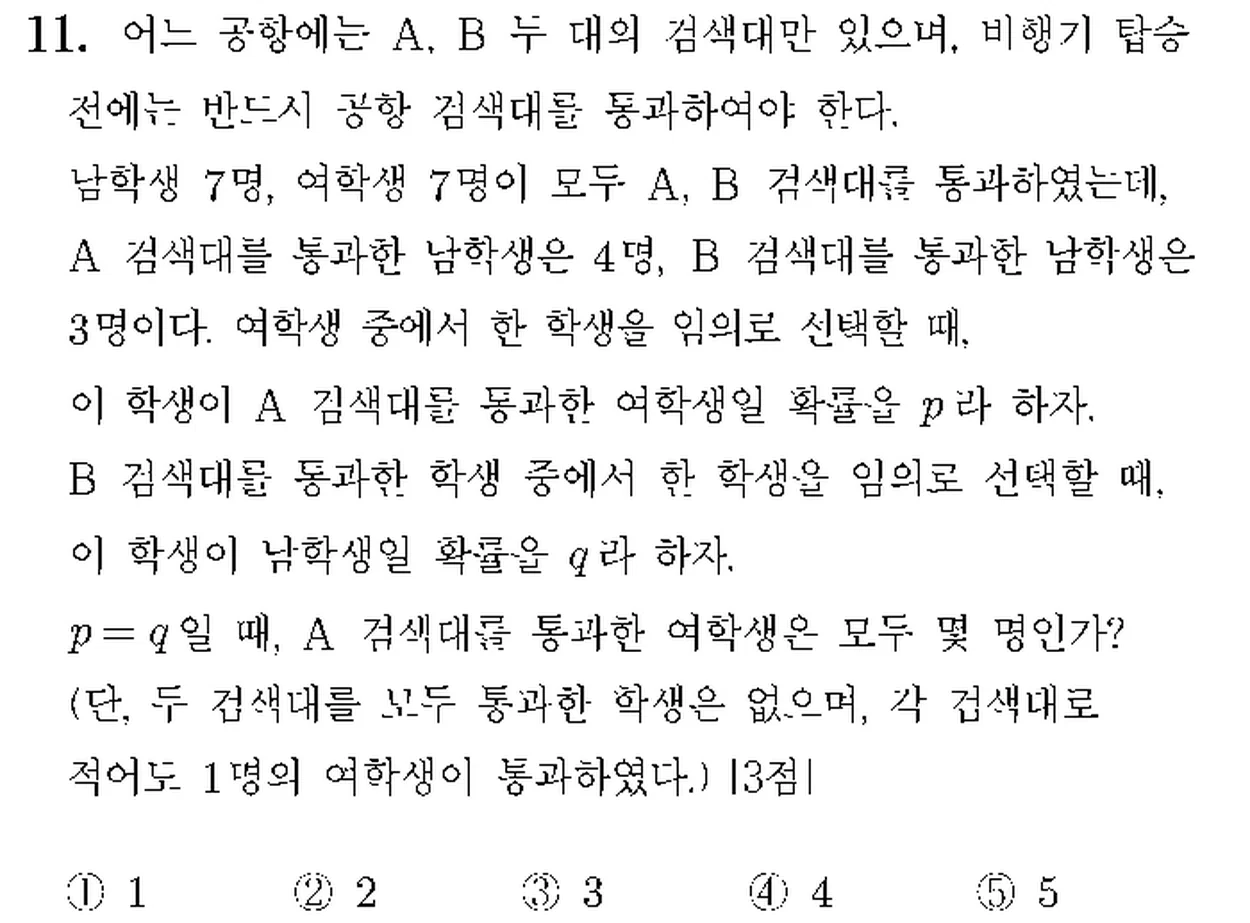 11. 어느 공항에는 A, B 두 대의 검색대만 있으며, 비행기 탑승
전에는 반드시 공항 검색대를 통과하여야 한다.
남학생 7명, 여학생 7명이 모두 A, B 검색대를 통과하였는데,
A 검색대를 통과한 남학생은 4명, B 검색대를 통과한 남학생은
3명이다. 여학생 중에서 한 학생을 임의로 선택할 때,
이 학생이 A 검색대를 통과한 여학생일 확률을 p라 하자.
B 검색대를 통과한 학생 중에서 한 학생을 임의로 선택할 때,
이 학생이 남학생일 확률을 q라 하자.
p=q일 때, A 검색대를 통과한 여학생은 모두 몇 명인가?
(단, 두 검색대를 모두 통과한 학생은 없으며, 각 검색대로
적어도 1명의 여학생이 통과하였다.) [3점]
① 1 ② 2 ③ 3 ④ 4 ⑤ 5